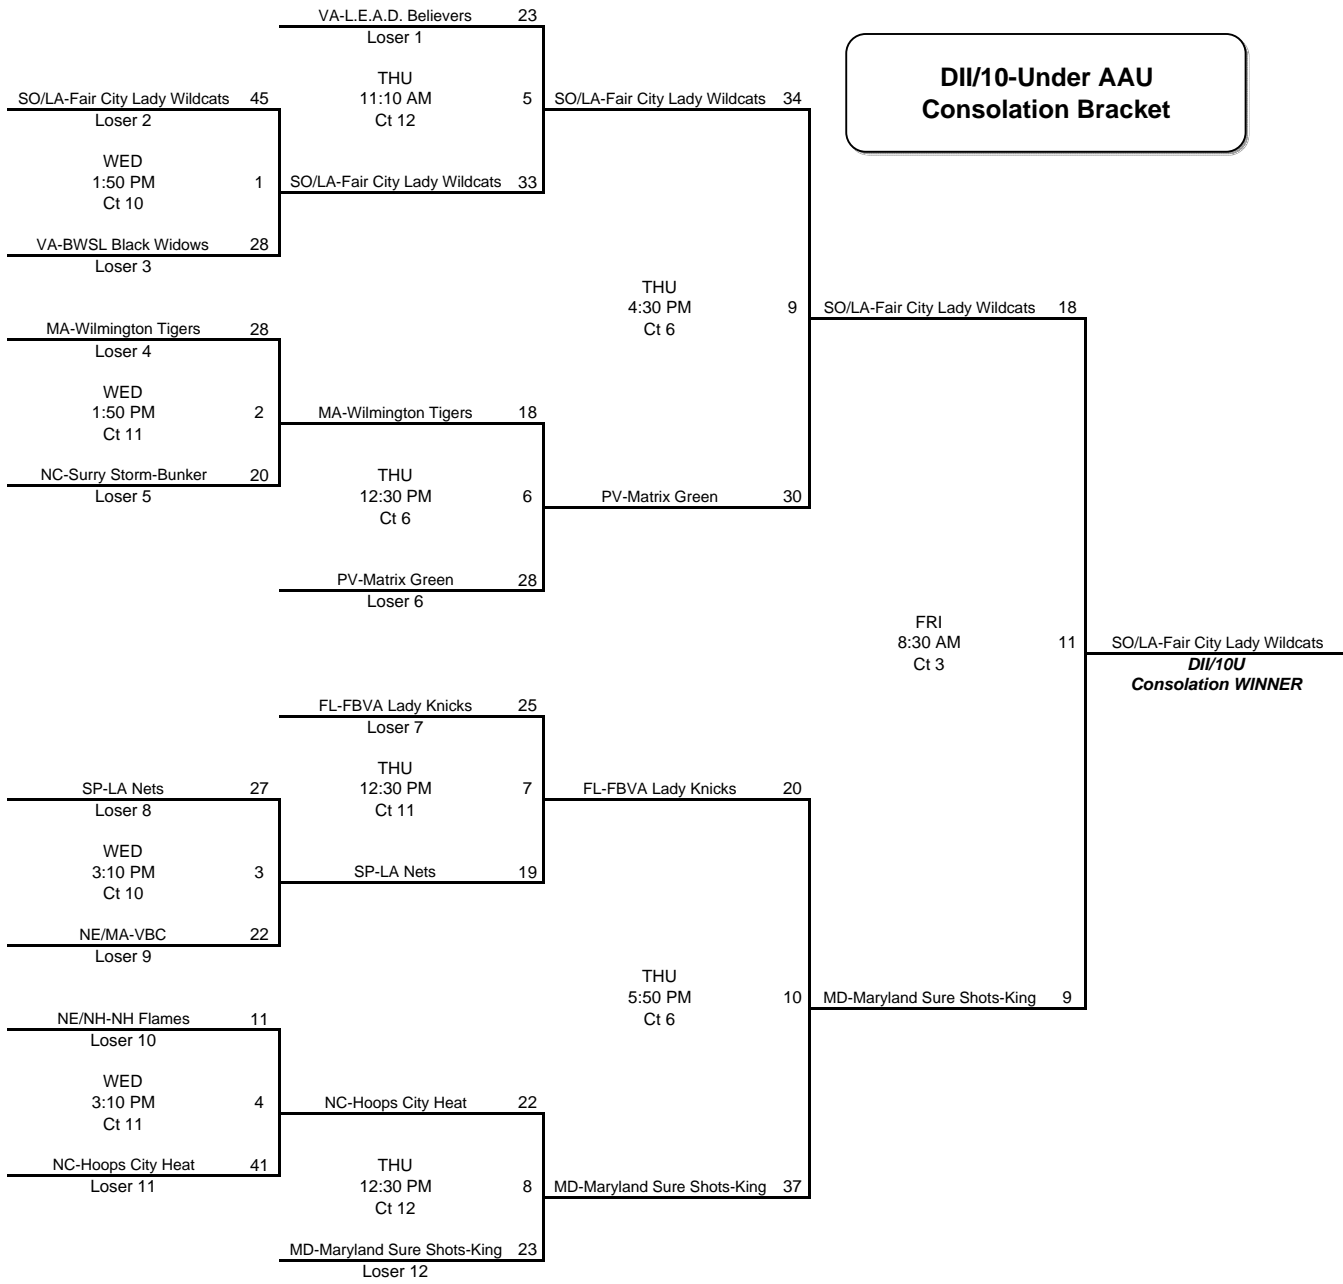 VA-L.E.A.D. Believers 23
Loser 1
DII/10-Under AAU
Consolation Bracket
THU
11:10 AM 5
Ct 12
SO/LA-Fair City Lady Wildcats 45
Loser 2
SO/LA-Fair City Lady Wildcats 34
WED
1:50 PM 1
Ct 10
SO/LA-Fair City Lady Wildcats 33
VA-BWSL Black Widows 28
Loser 3
THU
4:30 PM 9
Ct 6
SO/LA-Fair City Lady Wildcats 18
MA-Wilmington Tigers 28
Loser 4
WED
1:50 PM 2
Ct 11
MA-Wilmington Tigers 18
NC-Surry Storm-Bunker 20
Loser 5
THU
12:30 PM 6
Ct 6
PV-Matrix Green 30
PV-Matrix Green 28
Loser 6
FRI
8:30 AM 11
Ct 3
SO/LA-Fair City Lady Wildcats
DII/10U
Consolation WINNER
FL-FBVA Lady Knicks 25
Loser 7
THU
12:30 PM 7
Ct 11
SP-LA Nets 27
Loser 8
FL-FBVA Lady Knicks 20
WED
3:10 PM 3
Ct 10
SP-LA Nets 19
NE/MA-VBC 22
Loser 9
THU
5:50 PM 10
Ct 6
MD-Maryland Sure Shots-King 9
NE/NH-NH Flames 11
Loser 10
WED
3:10 PM 4
Ct 11
NC-Hoops City Heat 22
NC-Hoops City Heat 41
Loser 11
THU
12:30 PM 8
Ct 12
MD-Maryland Sure Shots-King 37
MD-Maryland Sure Shots-King 23
Loser 12